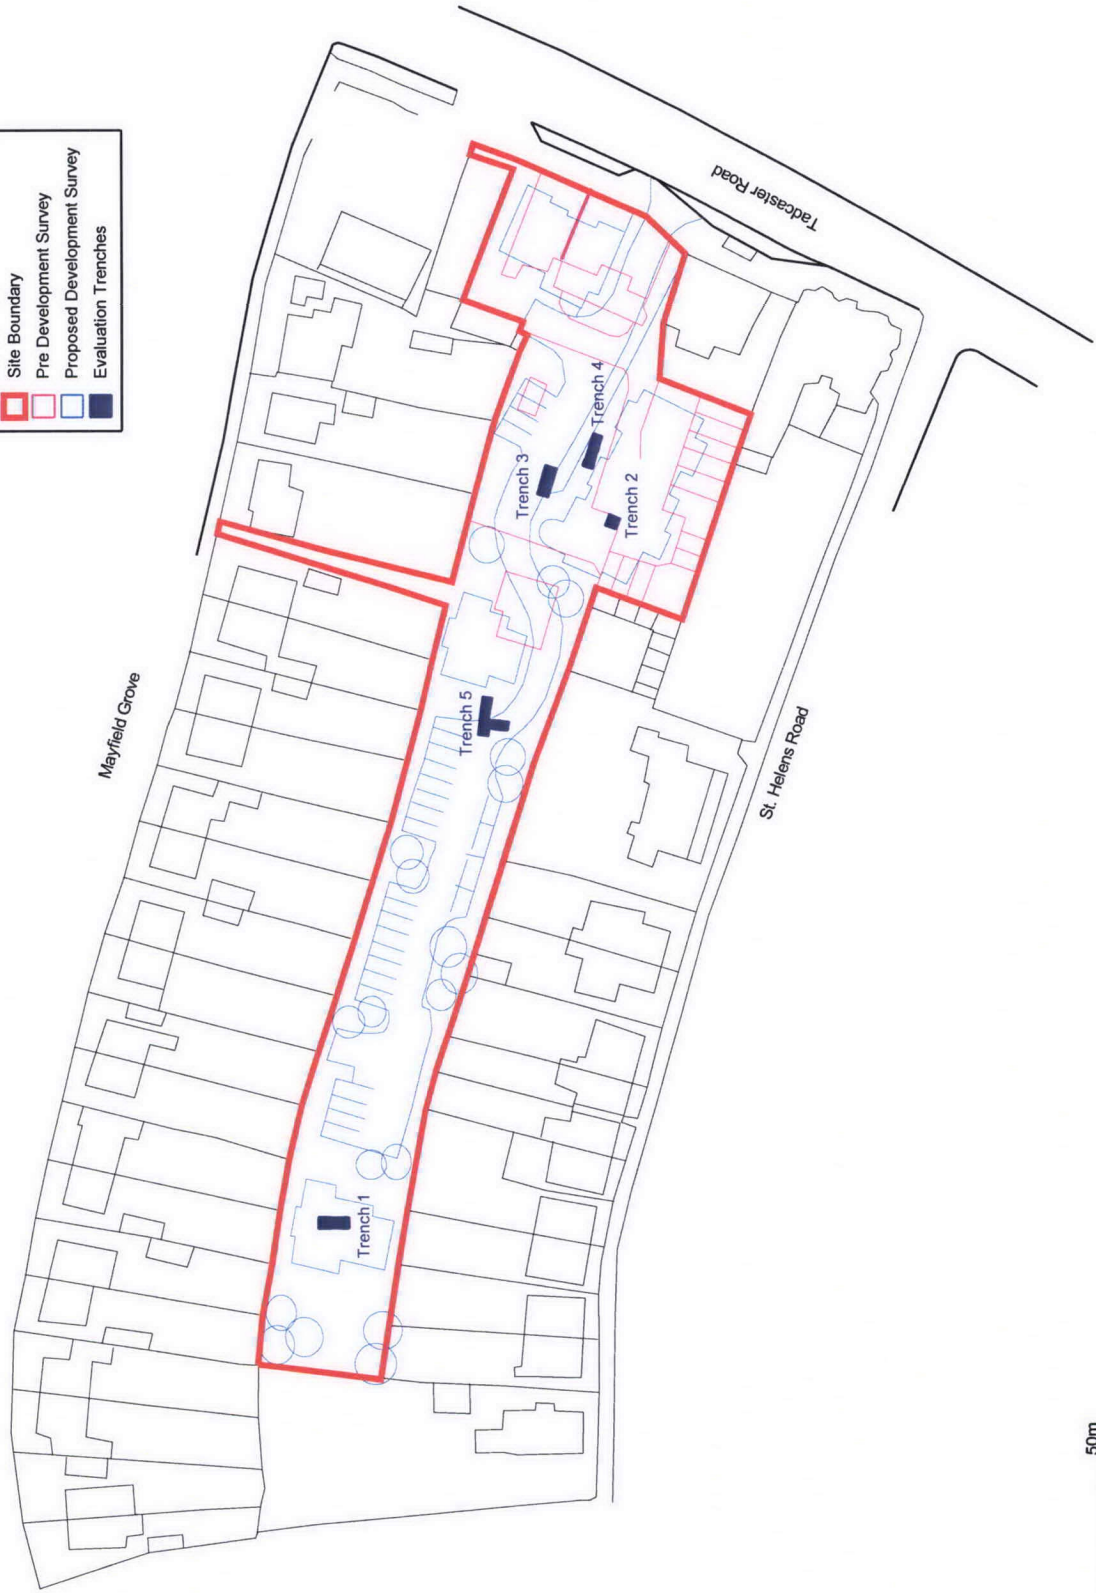 Site Boundary
Pre Development Survey
Proposed Development Survey
Evaluation Trenches
Tadcaster Road
Mayfield Grove
Trench 4
Trench 3
Trench 2
Trench 5
St. Helens Road
Trench 1
50m